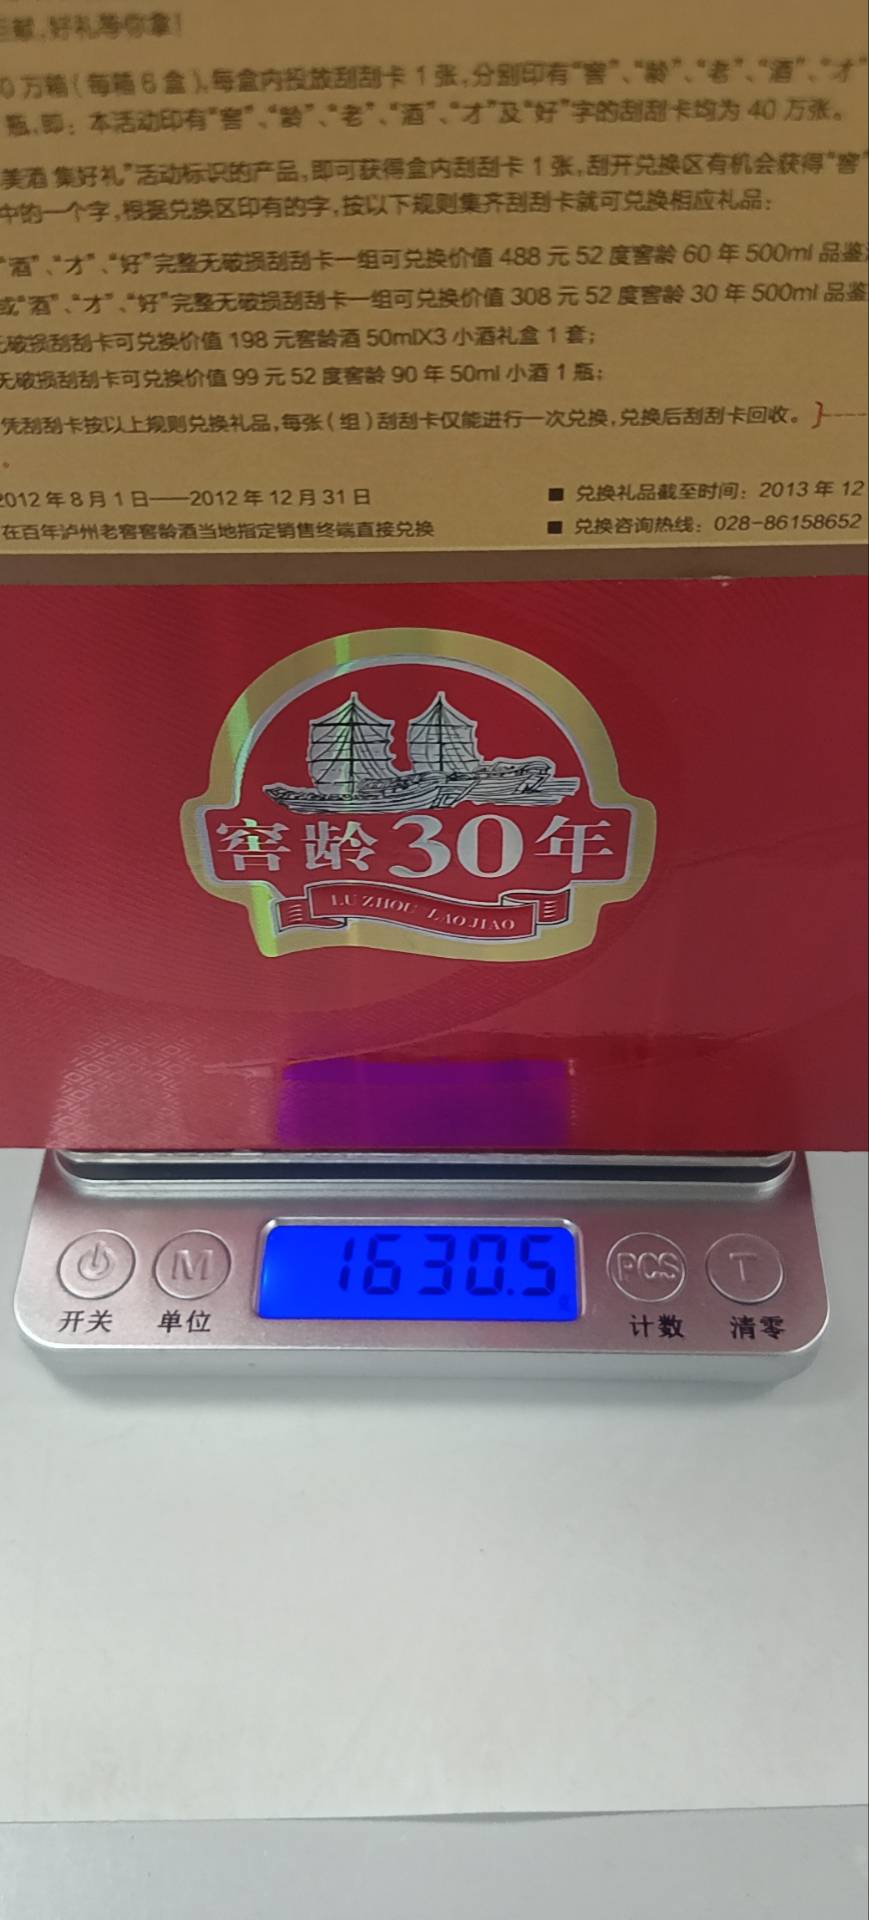 献,好礼等你拿!
0万箱(每箱6盒),每盒内投放刮刮卡1张,分别印有“窖”、“龄”、“老”、“酒”、“才”
瓶,即:本活动印有“窖”、“龄”、“老”、“酒”、“才”及“好”字的刮刮卡均为40万张。
美酒 集好礼”活动标识的产品,即可获得盒内刮刮卡1张,刮开兑换区有机会获得“窖”
中的一个字,根据兑换区印有的字,按以下规则集齐刮刮卡就可兑换相应礼品:
“酒”、“才”、“好”完整无破损刮刮卡一组可兑换价值488元52度窖龄60年500ml品鉴
或“酒”、“才”、“好”完整无破损刮刮卡一组可兑换价值308元52度窖龄30年500ml品鉴
无破损刮刮卡可兑换价值198元窖龄酒50mlX3小酒礼盒1套;
无破损刮刮卡可兑换价值99元52度窖龄90年50ml小酒1瓶;
凭刮刮卡按以上规则兑换礼品,每张(组)刮刮卡仅能进行一次兑换,兑换后刮刮卡回收。}
。
2012年8月1日——2012年12月31日
■ 兑换礼品截至时间:2013年12
在百年泸州老窖窖龄酒当地指定销售终端直接兑换
■ 兑换咨询热线:028-86158652
窖龄30年
LU ZHOU LAO JIAO
1630.5
M
PCS
T
开关
单位
计数
清零